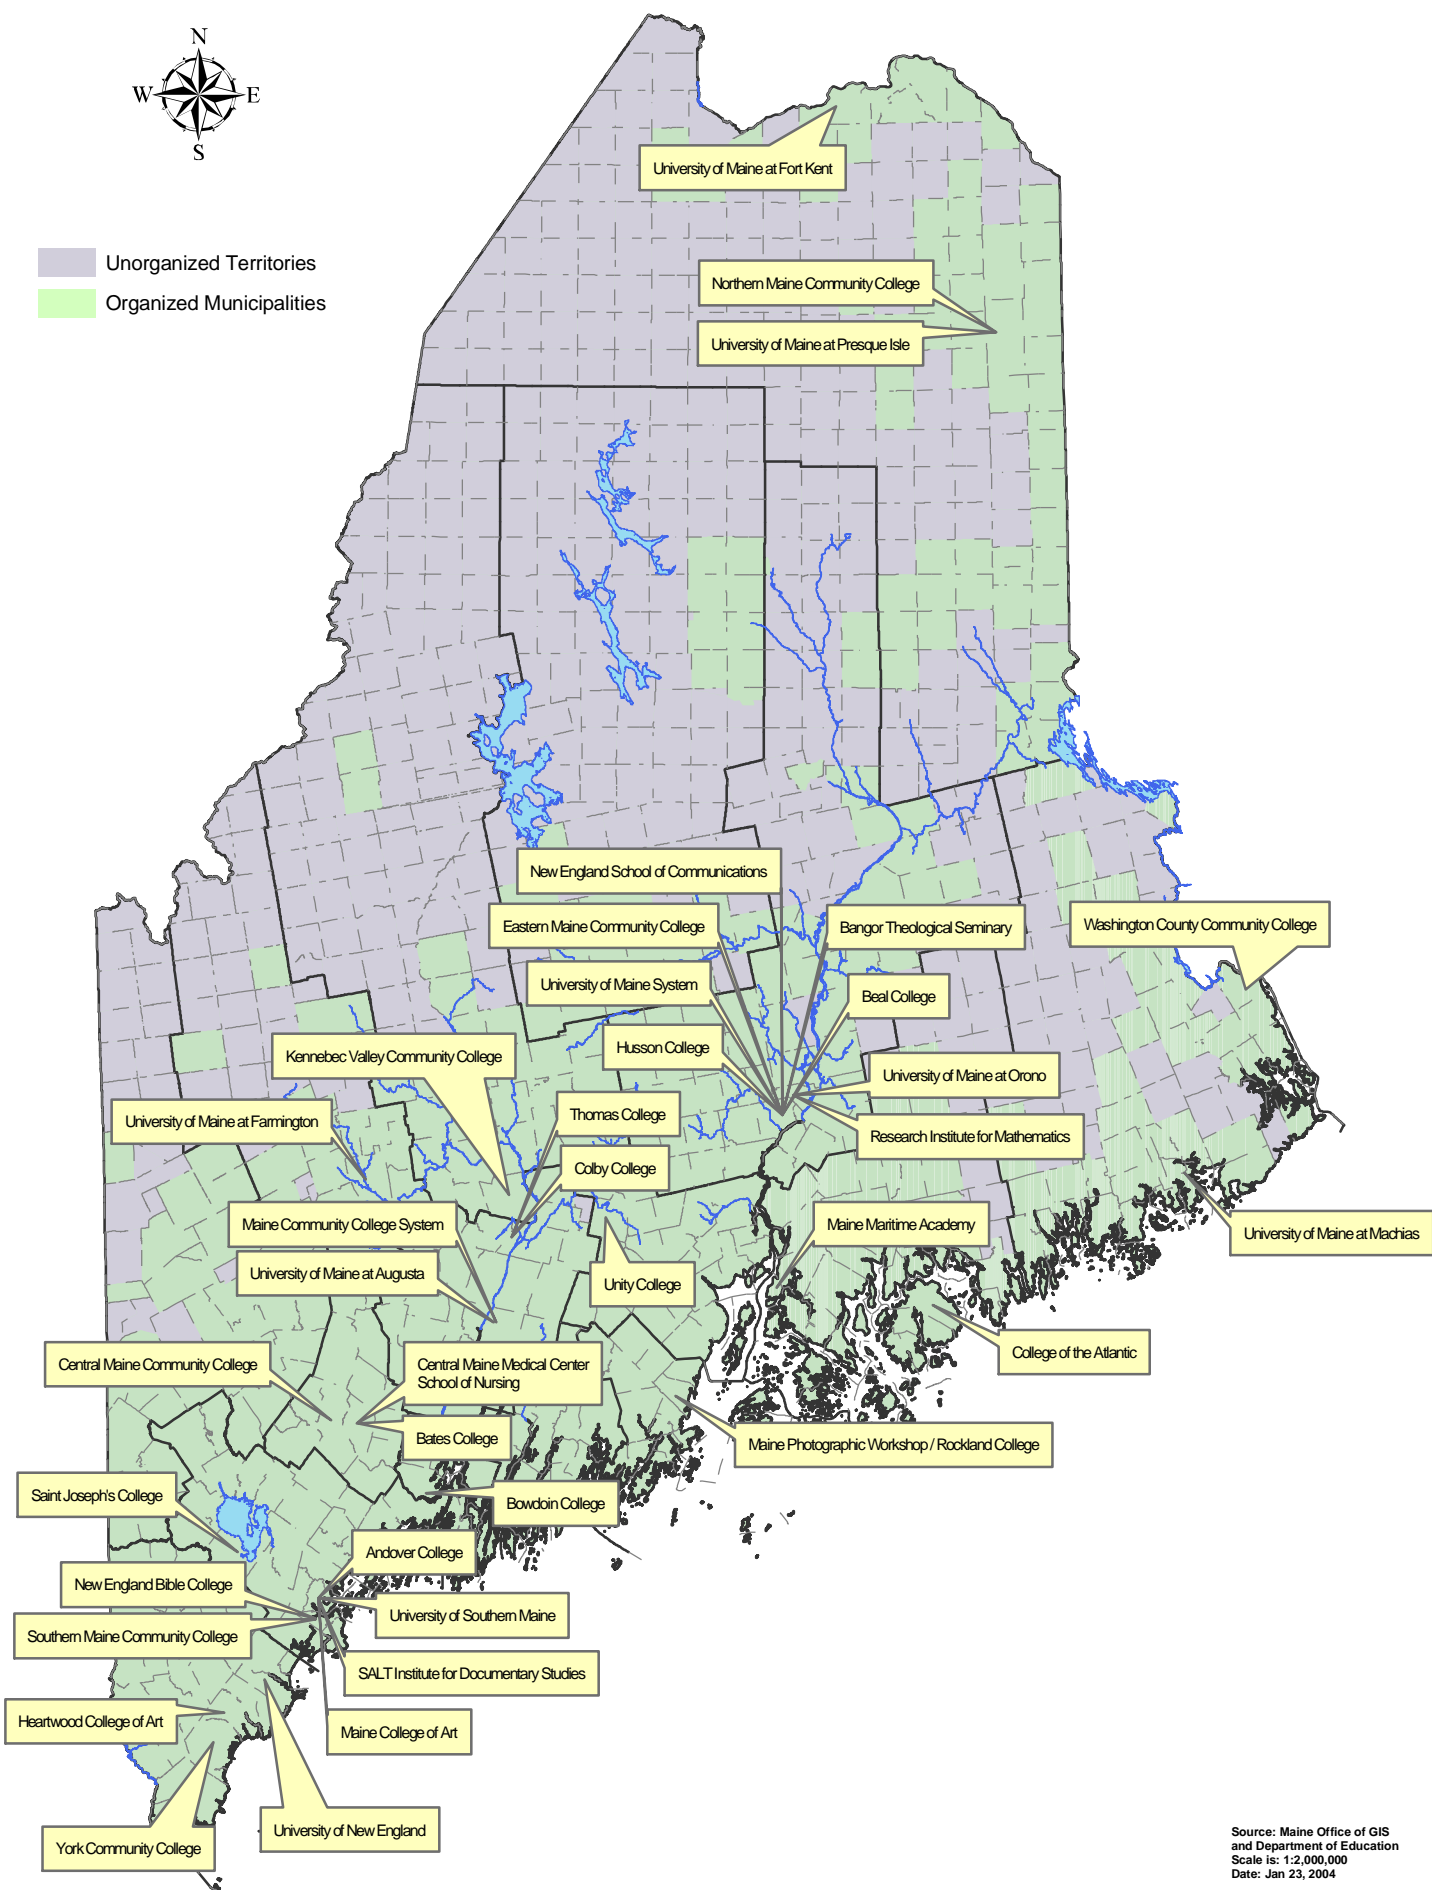 N
W
E
S
University of Maine at Fort Kent
Unorganized Territories
Organized Municipalities
Northern Maine Community College
University of Maine at Presque Isle
New England School of Communications
Eastern Maine Community College
Bangor Theological Seminary
Washington County Community College
University of Maine System
Beal College
Husson College
Kennebec Valley Community College
University of Maine at Orono
Thomas College
University of Maine at Farmington
Research Institute for Mathematics
Colby College
Maine Community College System
Maine Maritime Academy
University of Maine at Machias
University of Maine at Augusta
Unity College
College of the Atlantic
Central Maine Community College
Central Maine Medical Center
School of Nursing
Bates College
Maine Photographic Workshop / Rockland College
Saint Joseph's College
Bowdoin College
Andover College
New England Bible College
University of Southern Maine
Southern Maine Community College
SALT Institute for Documentary Studies
Heartwood College of Art
Maine College of Art
University of New England
York Community College
Source: Maine Office of GIS
and Department of Education
Scale is: 1:2,000,000
Date: Jan 23, 2004